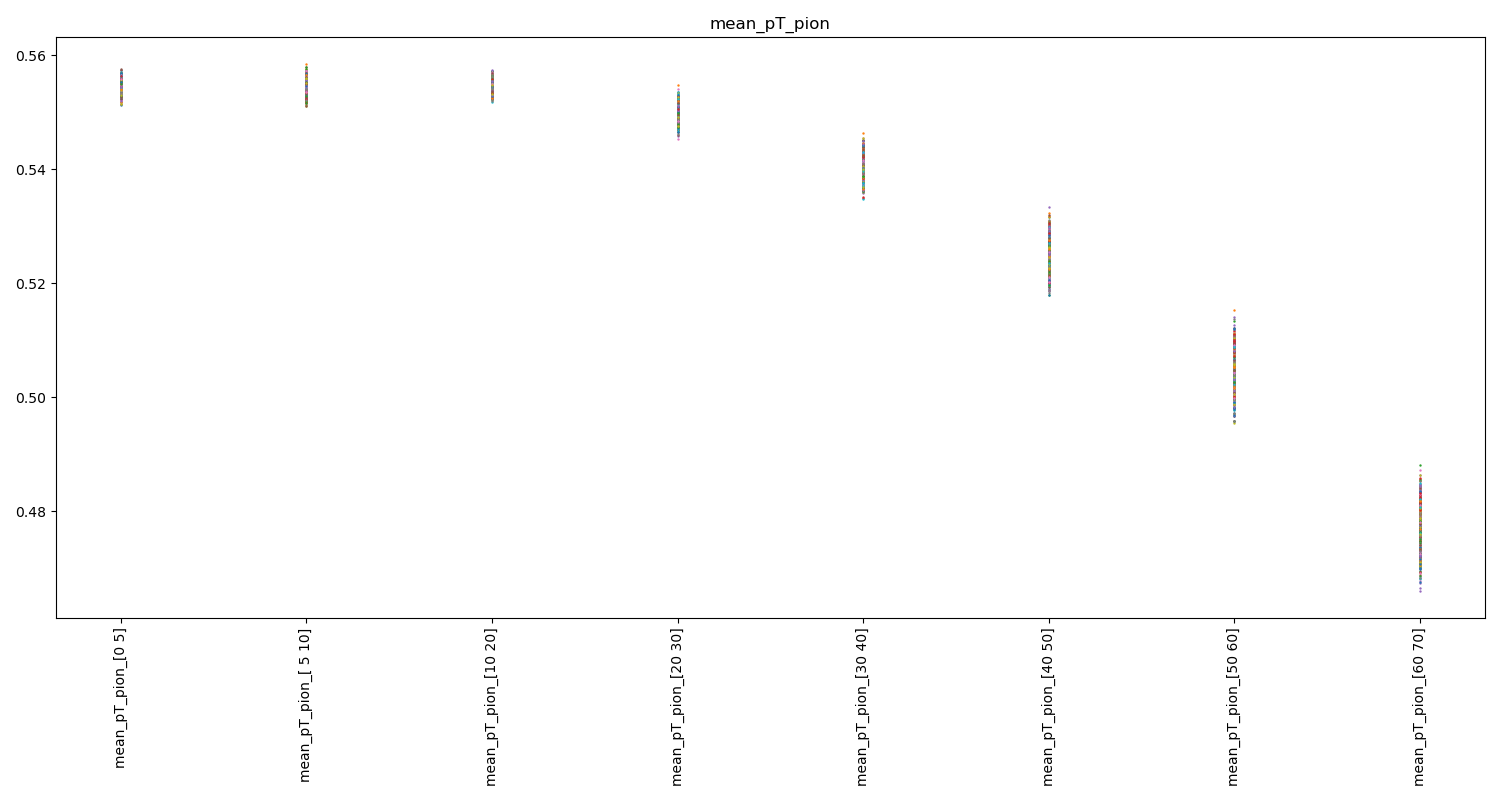 mean_pT_pion
0.56
0.54
0.52
0.50
0.48
mean_pT_pion_[0 5]
mean_pT_pion_[ 5 10]
mean_pT_pion_[10 20]
mean_pT_pion_[20 30]
mean_pT_pion_[30 40]
mean_pT_pion_[40 50]
mean_pT_pion_[50 60]
mean_pT_pion_[60 70]